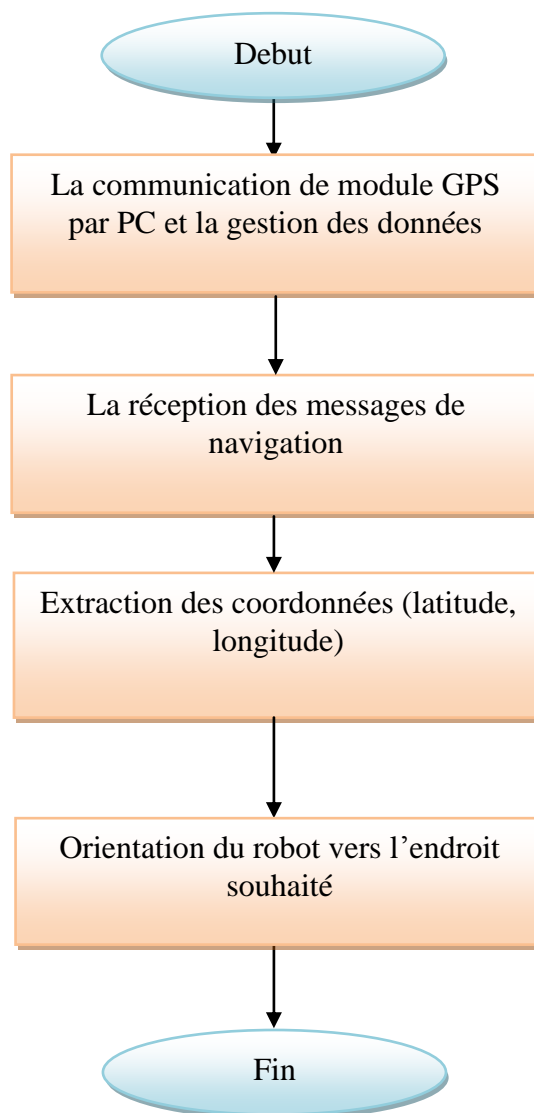 Debut
La communication de module GPS
par PC et la gestion des données
La réception des messages de
navigation
Extraction des coordonnées (latitude,
longitude)
Orientation du robot vers l’endroit
souhaité
Fin